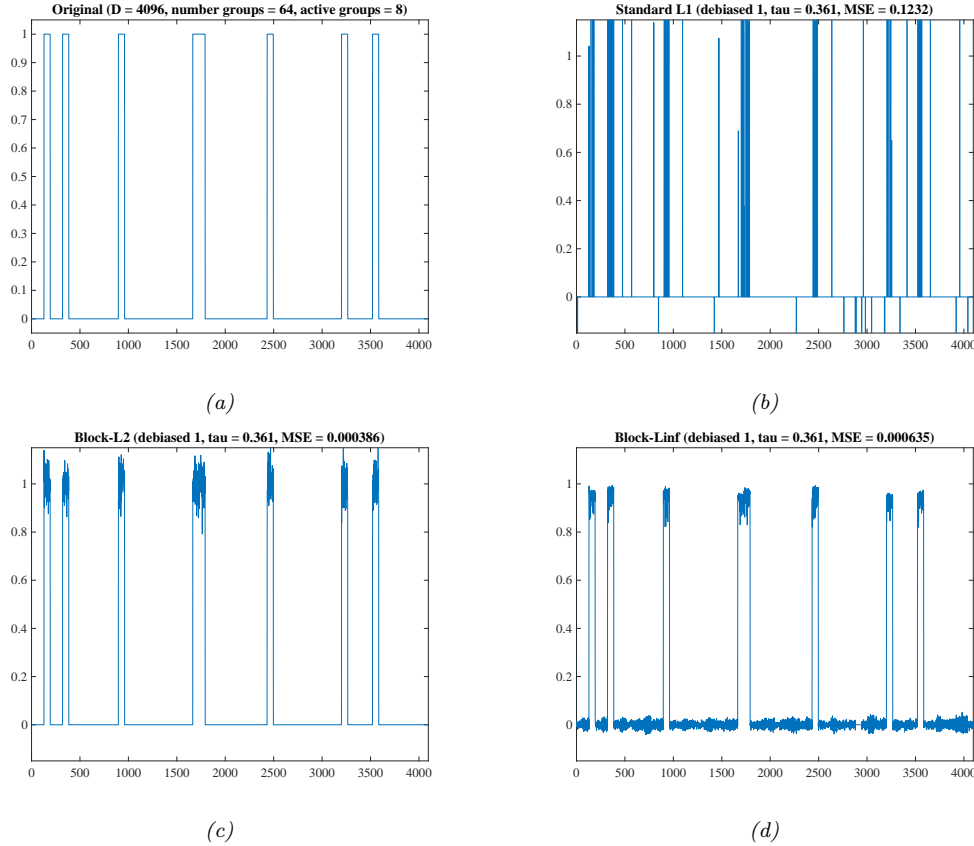 Original (D = 4096, number groups = 64, active groups = 8)
1
0.9
0.8
0.7
0.6
0.5
0.4
0.3
0.2
0.1
0
0 500 1000 1500 2000 2500 3000 3500 4000
(a)
Standard L1 (debiased 1, tau = 0.361, MSE = 0.1232)
1
0.8
0.6
0.4
0.2
0
0 500 1000 1500 2000 2500 3000 3500 4000
(b)
Block-L2 (debiased 1, tau = 0.361, MSE = 0.000386)
1
0.8
0.6
0.4
0.2
0
0 500 1000 1500 2000 2500 3000 3500 4000
(c)
Block-Linf (debiased 1, tau = 0.361, MSE = 0.000635)
1
0.8
0.6
0.4
0.2
0
0 500 1000 1500 2000 2500 3000 3500 4000
(d)